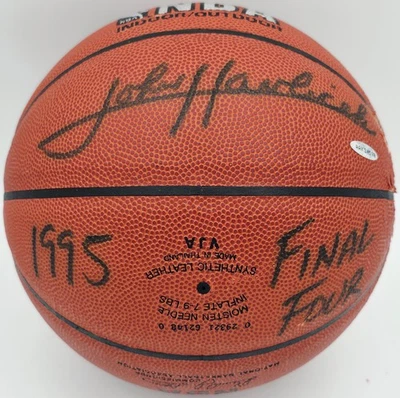 NBA
INDOOR/OUTDOOR
John Havlicek
1995
FINAL
FOUR
VJA
MADE IN THAILAND
SYNTHETIC LEATHER
MOISTEN NEEDLE
INFLATE 7-9 LBS